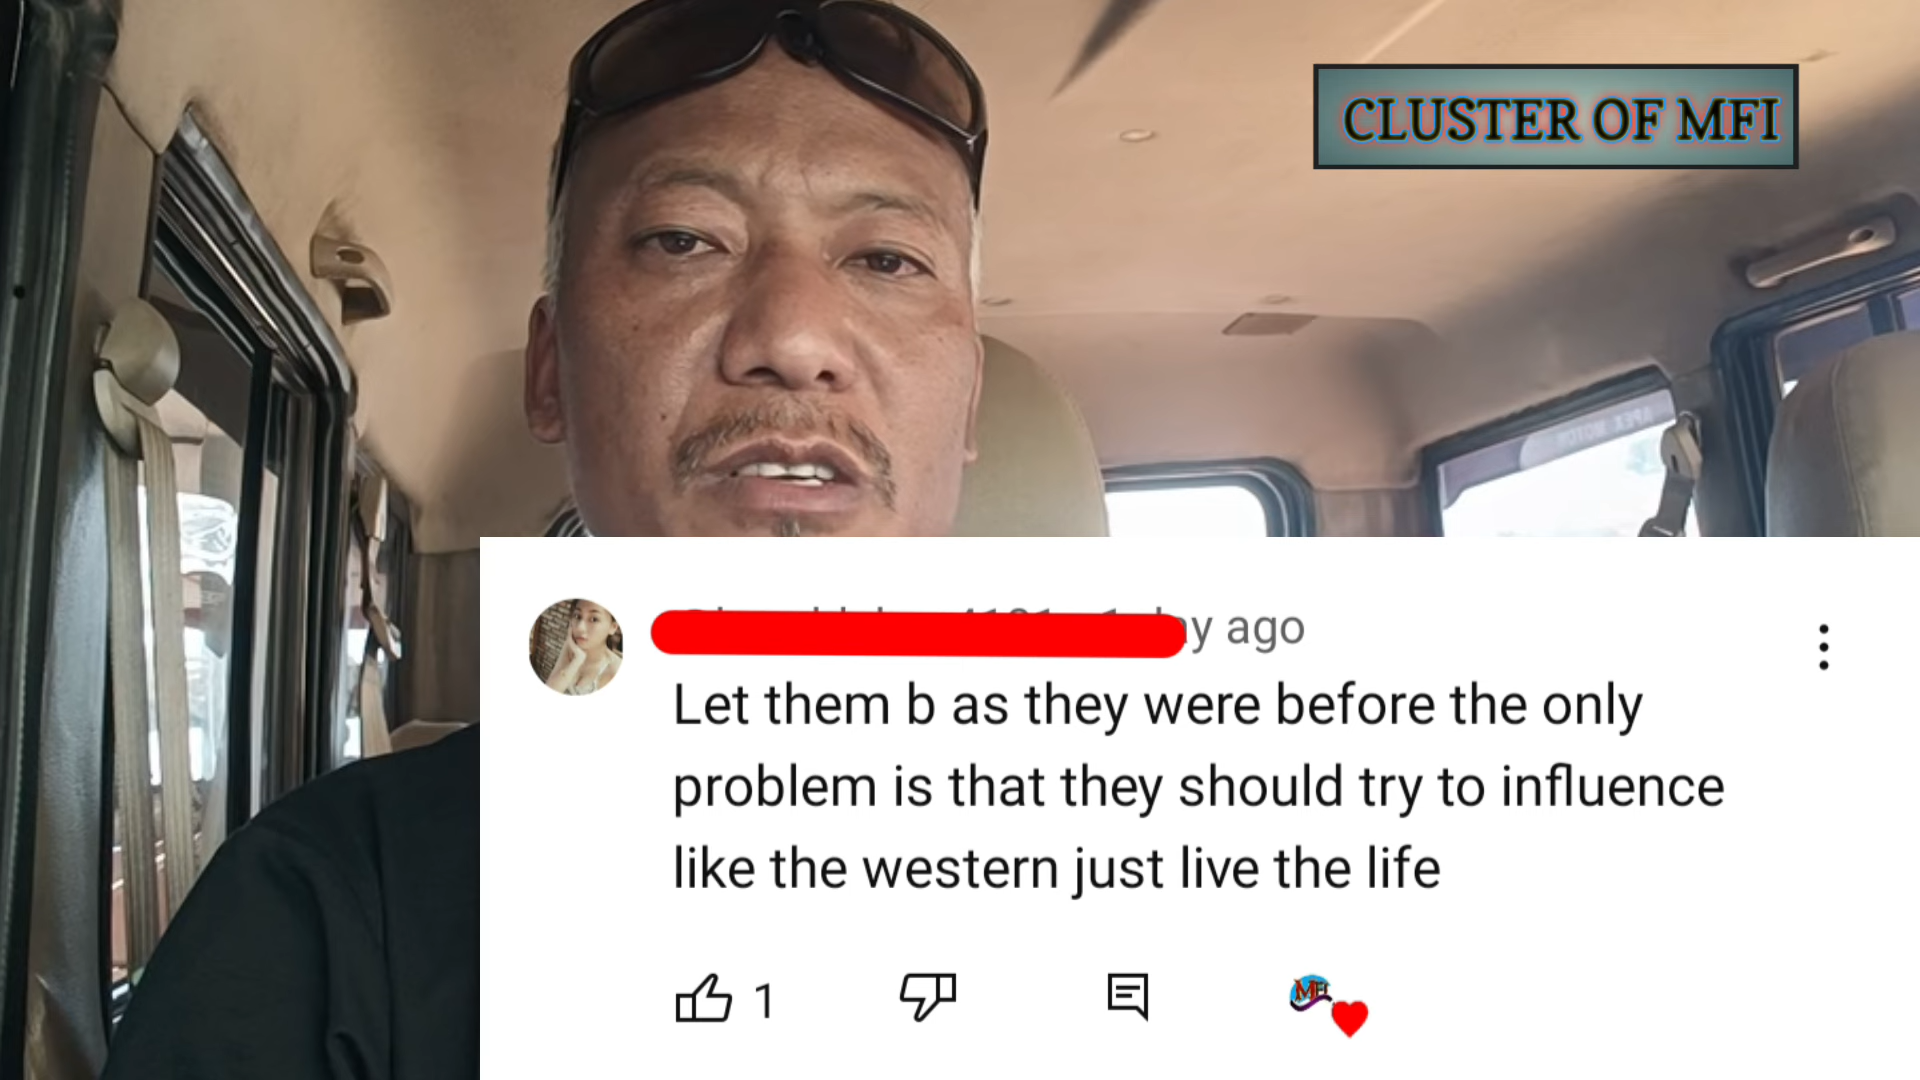 CLUSTER OF MFI
ago
Let them b as they were before the only
problem is that they should try to influence
like the western just live the life
1
MFI